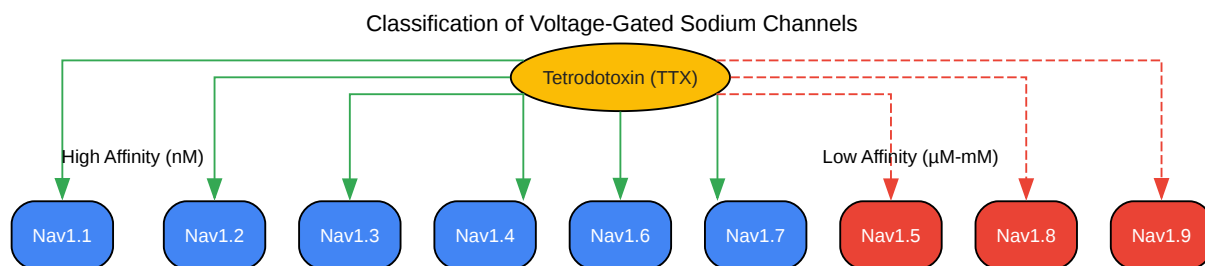 Classification of Voltage-Gated Sodium Channels
Tetrodotoxin (TTX)
High Affinity (nM)
Low Affinity (µM-mM)
Nav1.1
Nav1.2
Nav1.3
Nav1.4
Nav1.6
Nav1.7
Nav1.5
Nav1.8
Nav1.9